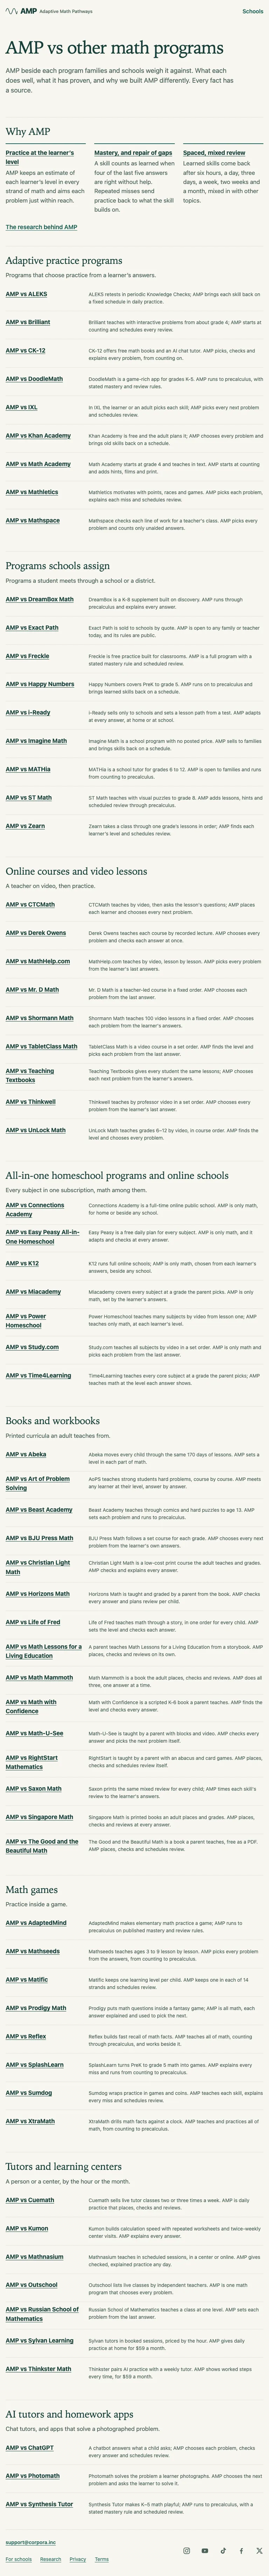 AMP Adaptive Math Pathways
Schools
AMP vs other math programs
AMP beside each program families and schools weigh it against. What each
does well, what it has proven, and why we built AMP differently. Every fact has
a source.
Why AMP
Practice at the learner's
level
AMP keeps an estimate of
each learner's level in every
strand of math and aims each
problem just within reach.
Mastery, and repair of gaps
A skill counts as learned when
four of the last five answers
are right without help.
Repeated misses send
practice back to what the skill
builds on.
Spaced, mixed review
Learned skills come back
after six hours, a day, three
days, a week, two weeks and
a month, mixed in with other
topics.
The research behind AMP
Adaptive practice programs
Programs that choose practice from a learner's answers.
AMP vs ALEKS
ALEKS retests in periodic Knowledge Checks; AMP brings each skill back on
a fixed schedule in daily practice.
AMP vs Brilliant
Brilliant teaches with interactive problems from about grade 4; AMP starts at
counting and schedules every review.
AMP vs CK-12
CK-12 offers free math books and an AI chat tutor. AMP picks, checks and
explains every problem, from counting on.
AMP vs DoodleMath
DoodleMath is a game-rich app for grades K-5. AMP runs to precalculus, with
stated mastery and review rules.
AMP vs IXL
In IXL the learner or an adult picks each skill; AMP picks every next problem
and schedules review.
AMP vs Khan Academy
Khan Academy is free and the adult plans it; AMP chooses every problem and
brings old skills back on a schedule.
AMP vs Math Academy
Math Academy starts at grade 4 and teaches in text. AMP starts at counting
and adds hints, films and print.
AMP vs Mathletics
Mathletics motivates with points, races and games. AMP picks each problem,
explains each miss and schedules review.
AMP vs Mathspace
Mathspace checks each line of work for a teacher's class. AMP picks every
problem and counts only unaided answers.
Programs schools assign
Programs a student meets through a school or a district.
AMP vs DreamBox Math
DreamBox is a K-8 supplement built on discovery. AMP runs through
precalculus and explains every answer.
AMP vs Exact Path
Exact Path is sold to schools by quote. AMP is open to any family or teacher
today, and its rules are public.
AMP vs Freckle
Freckle is free practice built for classrooms. AMP is a full program with a
stated mastery rule and scheduled review.
AMP vs Happy Numbers
Happy Numbers covers PreK to grade 5. AMP runs on to precalculus and
brings learned skills back on a schedule.
AMP vs i-Ready
i-Ready sells only to schools and sets a lesson path from a test. AMP adapts
at every answer, at home or at school.
AMP vs Imagine Math
Imagine Math is a school program with no posted price. AMP sells to families
and brings skills back on a schedule.
AMP vs MATHia
MATHia is a school tutor for grades 6 to 12. AMP is open to families and runs
from counting to precalculus.
AMP vs ST Math
ST Math teaches with visual puzzles to grade 8. AMP adds lessons, hints and
scheduled review through precalculus.
AMP vs Zearn
Zearn takes a class through one grade's lessons in order; AMP finds each
learner's level and schedules review.
Online courses and video lessons
A teacher on video, then practice.
AMP vs CTCMath
CTCMath teaches by video, then asks the lesson's questions; AMP places
each learner and chooses every next problem.
AMP vs Derek Owens
Derek Owens teaches each course by recorded lecture. AMP chooses every
problem and checks each answer at once.
AMP vs MathHelp.com
MathHelp.com teaches by video, lesson by lesson. AMP picks every problem
from the learner's last answers.
AMP vs Mr. D Math
Mr. D Math is a teacher-led course in a fixed order. AMP chooses each
problem from the last answer.
AMP vs Shormann Math
Shormann Math teaches 100 video lessons in a fixed order. AMP chooses
each problem from the learner's answers.
AMP vs TabletClass Math
TabletClass Math is a video course in a set order. AMP finds the level and
picks each problem from the last answer.
AMP vs Teaching
Textbooks
Teaching Textbooks gives every student the same lessons; AMP chooses
each next problem from the learner's answers.
AMP vs Thinkwell
Thinkwell teaches by professor video in a set order. AMP chooses every
problem from the learner's last answer.
AMP vs UnLock Math
UnLock Math teaches grades 6–12 by video, in course order. AMP finds the
level and chooses every problem.
All-in-one homeschool programs and online schools
Every subject in one subscription, math among them.
AMP vs Connections
Academy
Connections Academy is a full-time online public school. AMP is only math,
for home or beside any school.
AMP vs Easy Peasy All-in-
One Homeschool
Easy Peasy is a free daily plan for every subject. AMP is only math, and it
adapts and checks at every answer.
AMP vs K12
K12 runs full online schools; AMP is only math, chosen from each learner's
answers, beside any school.
AMP vs Miacademy
Miacademy covers every subject at a grade the parent picks. AMP is only
math, set by the learner's answers.
AMP vs Power
Homeschool
Power Homeschool teaches many subjects by video from lesson one; AMP
teaches only math, at each learner's level.
AMP vs Study.com
Study.com teaches all subjects by video in a set order. AMP is only math and
picks each problem from the last answer.
AMP vs Time4Learning
Time4Learning teaches every core subject at a grade the parent picks; AMP
teaches math at the level each answer shows.
Books and workbooks
Printed curricula an adult teaches from.
AMP vs Abeka
Abeka moves every child through the same 170 days of lessons. AMP sets a
level in each part of math.
AMP vs Art of Problem
Solving
AoPS teaches strong students hard problems, course by course. AMP meets
any learner at their level, answer by answer.
AMP vs Beast Academy
Beast Academy teaches through comics and hard puzzles to age 13. AMP
sets each problem and runs to precalculus.
AMP vs BJU Press Math
BJU Press Math follows a set course for each grade. AMP chooses every next
problem from the learner's own answers.
AMP vs Christian Light
Math
Christian Light Math is a low-cost print course the adult teaches and grades.
AMP checks and explains every answer.
AMP vs Horizons Math
Horizons Math is taught and graded by a parent from the book. AMP checks
every answer and plans review per child.
AMP vs Life of Fred
Life of Fred teaches math through a story, in one order for every child. AMP
sets the level and checks each answer.
AMP vs Math Lessons for a
Living Education
A parent teaches Math Lessons for a Living Education from a storybook. AMP
places, checks and reviews on its own.
AMP vs Math Mammoth
Math Mammoth is a book the adult places, checks and reviews. AMP does all
three, one answer at a time.
AMP vs Math with
Confidence
Math with Confidence is a scripted K-6 book a parent teaches. AMP finds the
level and checks every answer.
AMP vs Math-U-See
Math-U-See is taught by a parent with blocks and video. AMP checks every
answer and picks the next problem itself.
AMP vs RightStart
Mathematics
RightStart is taught by a parent with an abacus and card games. AMP places,
checks and schedules review itself.
AMP vs Saxon Math
Saxon prints the same mixed review for every child; AMP times each skill's
review to the learner's answers.
AMP vs Singapore Math
Singapore Math is printed books an adult places and grades. AMP places,
checks and reviews at every answer.
AMP vs The Good and the
Beautiful Math
The Good and the Beautiful Math is a book a parent teaches, free as a PDF.
AMP places, checks and schedules review.
Math games
Practice inside a game.
AMP vs AdaptedMind
AdaptedMind makes elementary math practice a game; AMP runs to
precalculus on published mastery and review rules.
AMP vs Mathseeds
Mathseeds teaches ages 3 to 9 lesson by lesson. AMP picks every problem
from the answers, from counting to precalculus.
AMP vs Matific
Matific keeps one learning level per child. AMP keeps one in each of 14
strands and schedules review.
AMP vs Prodigy Math
Prodigy puts math questions inside a fantasy game; AMP is all math, each
answer explained and used to pick the next.
AMP vs Reflex
Reflex builds fast recall of math facts. AMP teaches all of math, counting
through precalculus, and works beside it.
AMP vs SplashLearn
SplashLearn turns PreK to grade 5 math into games. AMP explains every
miss and runs from counting to precalculus.
AMP vs Sumdog
Sumdog wraps practice in games and coins. AMP teaches each skill, explains
every miss and schedules review.
AMP vs XtraMath
XtraMath drills math facts against a clock. AMP teaches and practices all of
math, from counting to precalculus.
Tutors and learning centers
A person or a center, by the hour or the month.
AMP vs Cuemath
Cuemath sells live tutor classes two or three times a week. AMP is daily
practice that places, checks and reviews.
AMP vs Kumon
Kumon builds calculation speed with repeated worksheets and twice-weekly
center visits. AMP explains every answer.
AMP vs Mathnasium
Mathnasium teaches in scheduled sessions, in a center or online. AMP gives
checked, explained practice any day.
AMP vs Outschool
Outschool lists live classes by independent teachers. AMP is one math
program that chooses every problem.
AMP vs Russian School of
Mathematics
Russian School of Mathematics teaches a class at one level. AMP sets each
problem from the last answer.
AMP vs Sylvan Learning
Sylvan tutors in booked sessions, priced by the hour. AMP gives daily
practice at home for $59 a month.
AMP vs Thinkster Math
Thinkster pairs AI practice with a weekly tutor. AMP shows worked steps
every time, for $59 a month.
AI tutors and homework apps
Chat tutors, and apps that solve a photographed problem.
AMP vs ChatGPT
A chatbot answers what a child asks; AMP chooses each problem, checks
every answer and schedules review.
AMP vs Photomath
Photomath solves the problem a learner photographs. AMP chooses the next
problem and asks the learner to solve it.
AMP vs Synthesis Tutor
Synthesis Tutor makes K–5 math playful; AMP runs to precalculus, with a
stated mastery rule and scheduled review.
support@corpora.inc
For schools Research Privacy Terms